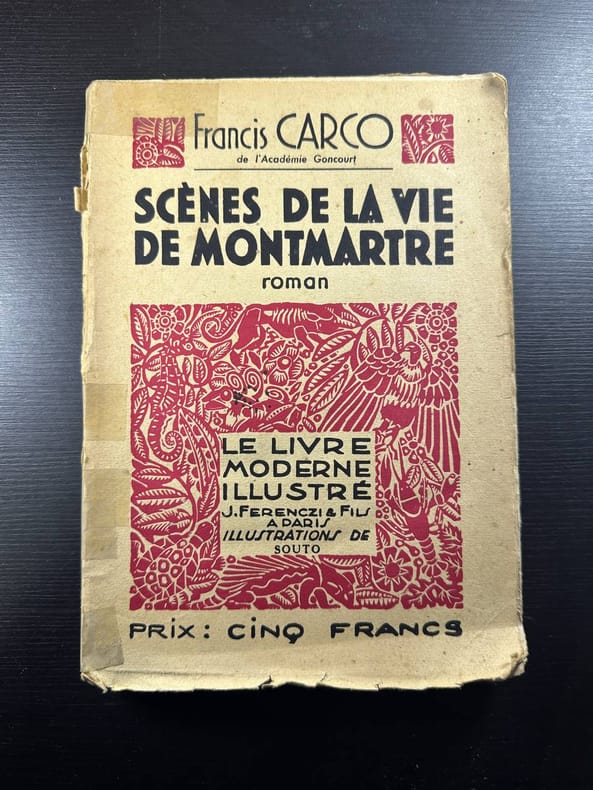 Francis CARCO
de l'Académie Goncourt
SCÈNES DE LA VIE
DE MONTMARTRE
roman
LE LIVRE
MODERNE
ILLUSTRÉ
J. FERENCZI & FILS
A PARIS
ILLUSTRATIONS DE
SOUTO
PRIX : CINQ FRANCS